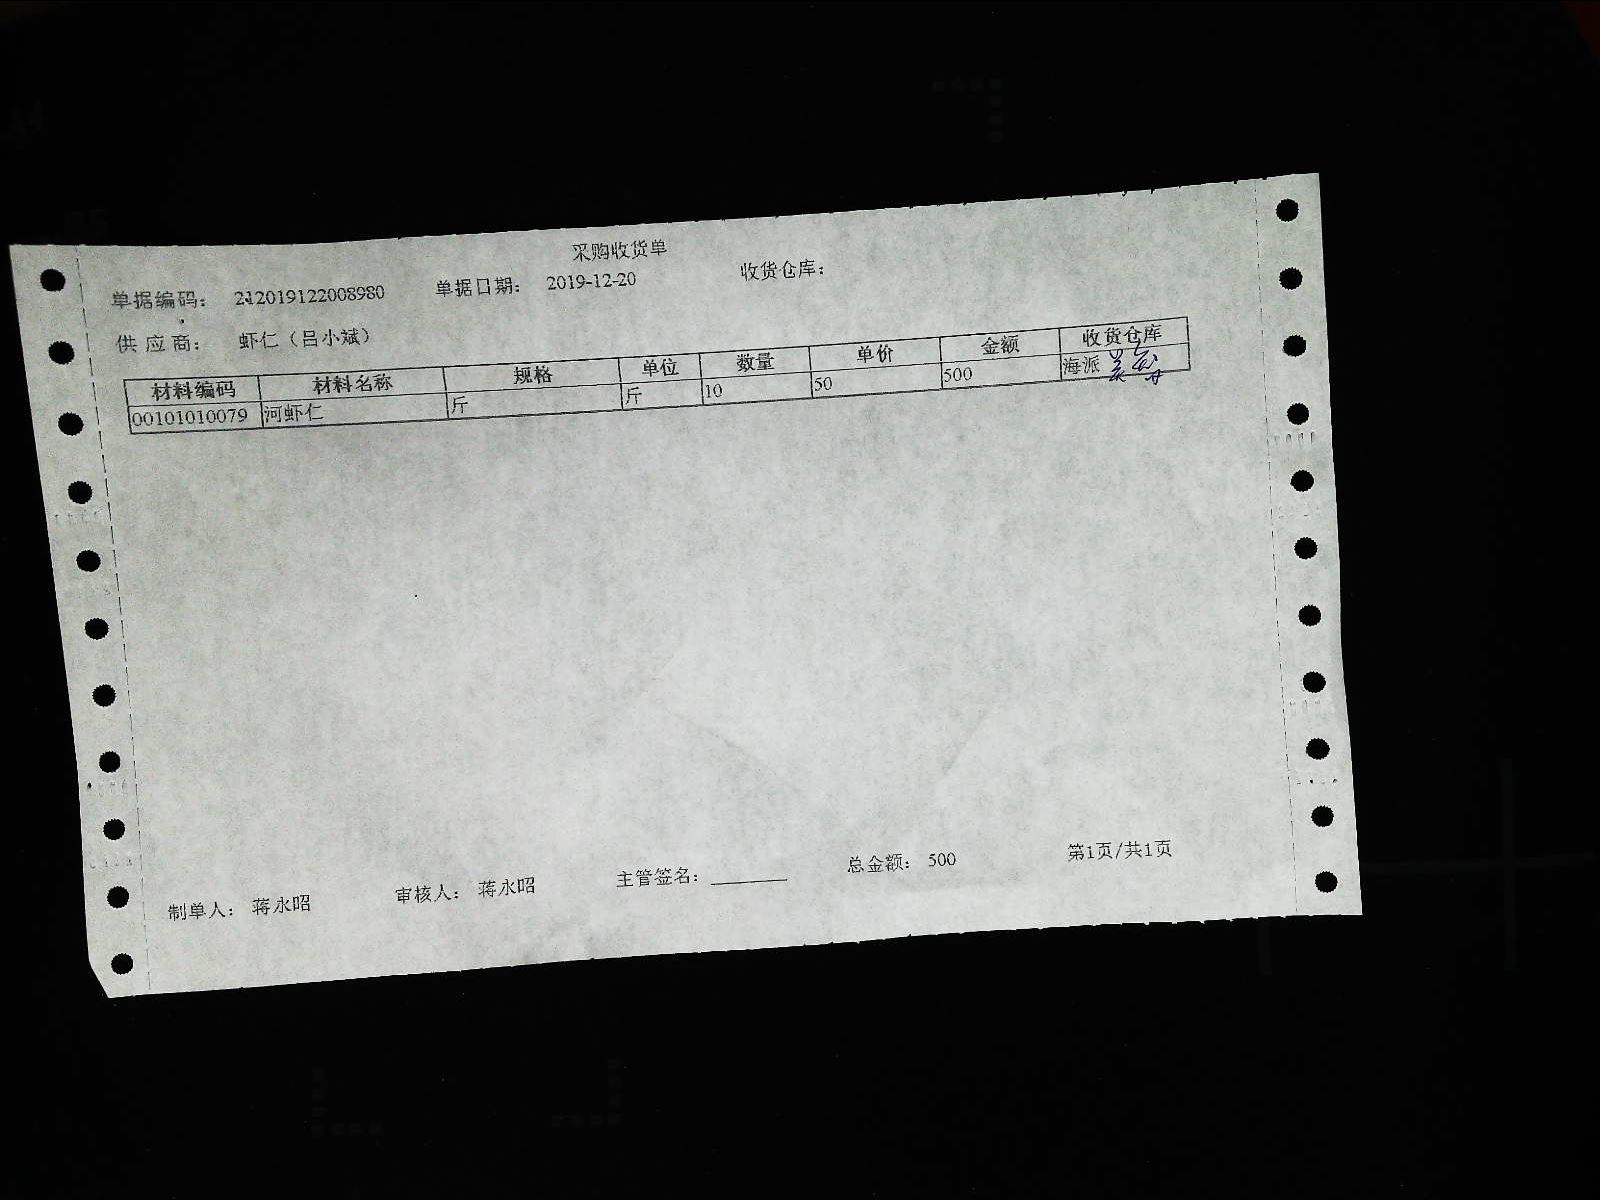 采购收货单
单据编码： 212019122008980 单据日期： 2019-12-20 收货仓库：
供应商： 虾仁（吕小斌）
材料编码 材料名称 规格 单位 数量 单价 金额 收货仓库
00101010079 河虾仁 斤 斤 10 50 500 海派
制单人： 蒋永昭 审核人： 蒋永昭 主管签名： 总金额： 500 第1页/共1页